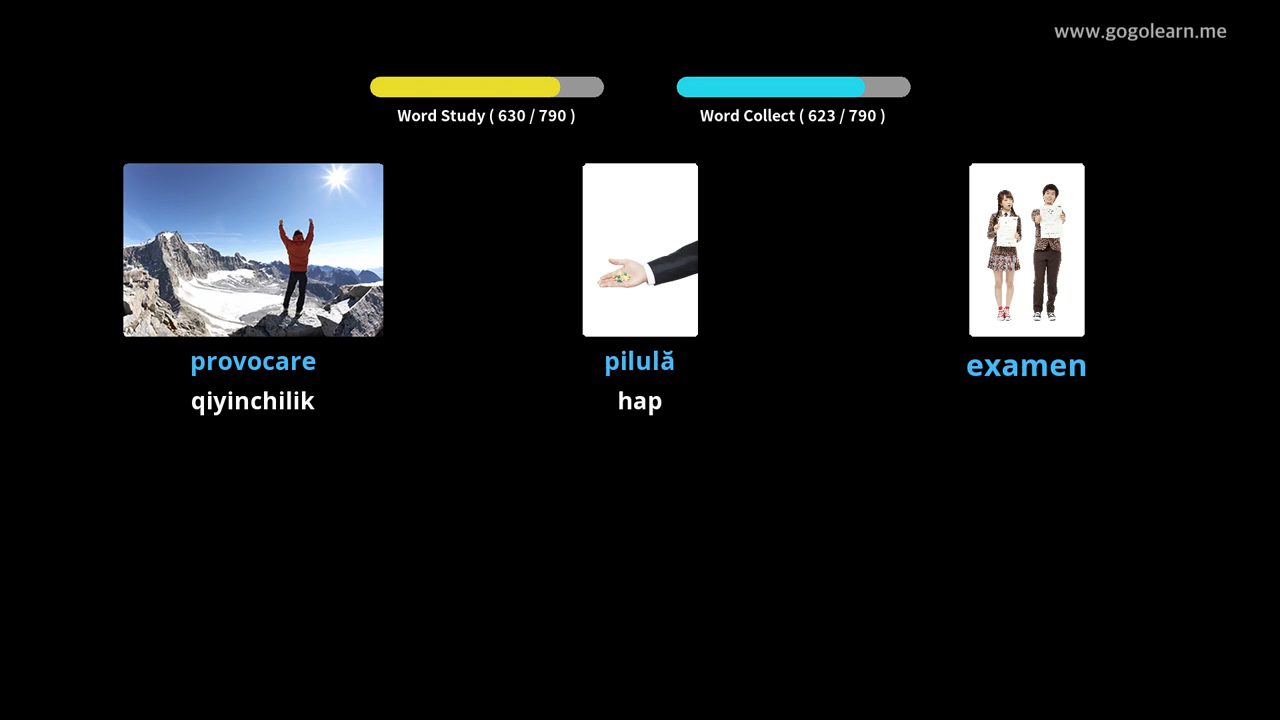 www.gogolearn.me
Word Study ( 630 / 790 )
Word Collect ( 623 / 790 )
provocare
qiyinchilik
pilulă
hap
examen